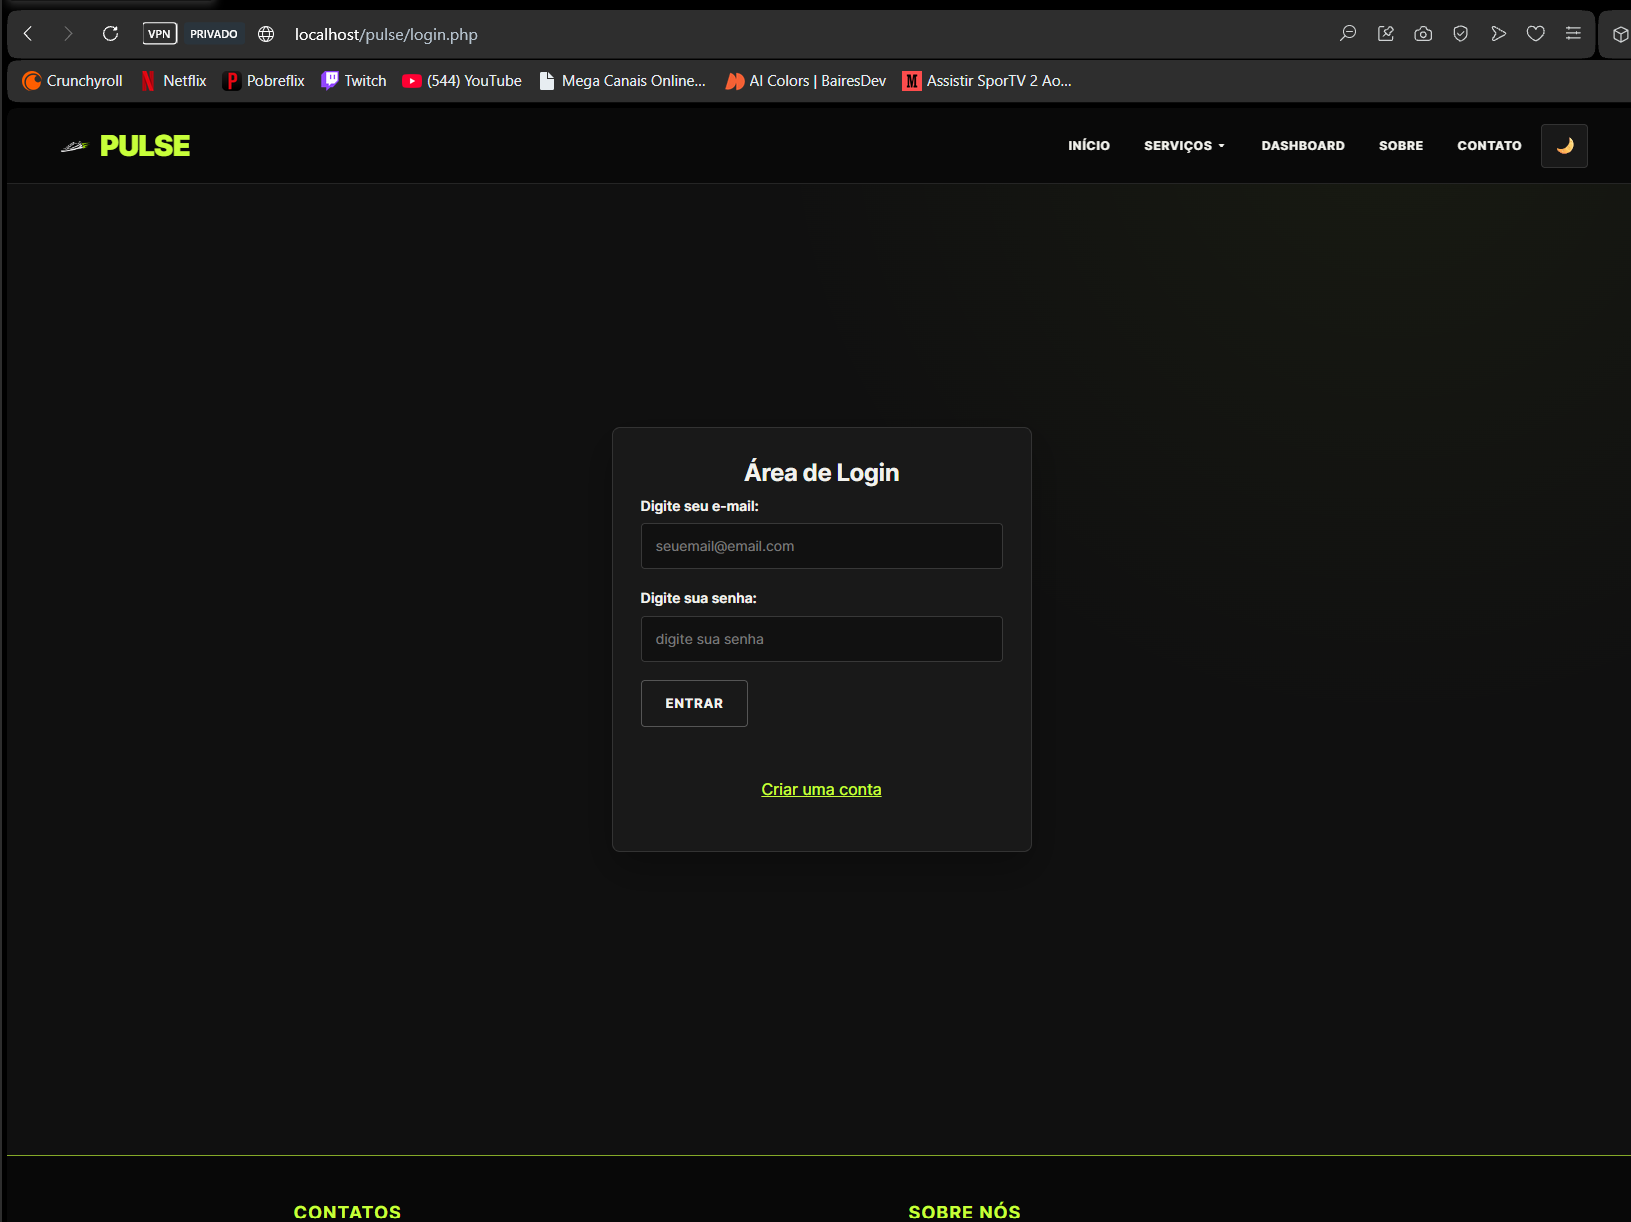 VPN PRIVADO localhost/pulse/login.php
Crunchyroll Netflix Pobreflix Twitch (544) YouTube Mega Canais Online... AI Colors | BairesDev Assistir SporTV 2 Ao...
PULSE INÍCIO SERVIÇOS DASHBOARD SOBRE CONTATO
Área de Login
Digite seu e-mail:
seuemail@email.com
Digite sua senha:
digite sua senha
ENTRAR
Criar uma conta
CONTATOS SOBRE NÓS